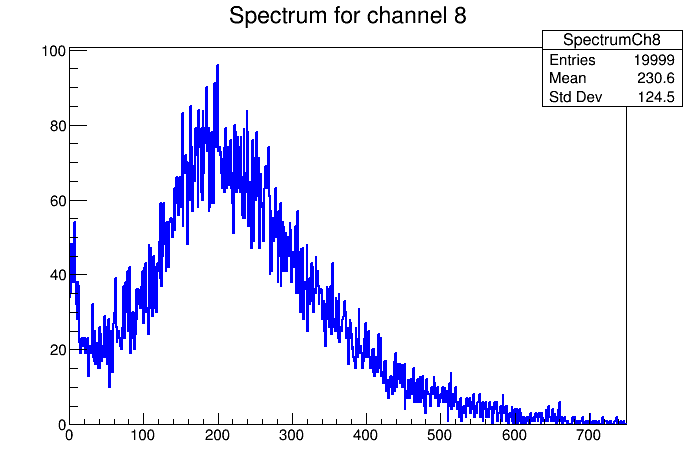 Spectrum for channel 8
SpectrumCh8
Entries 19999
Mean 230.6
Std Dev 124.5
100
80
60
40
20
0
0 100 200 300 400 500 600 700